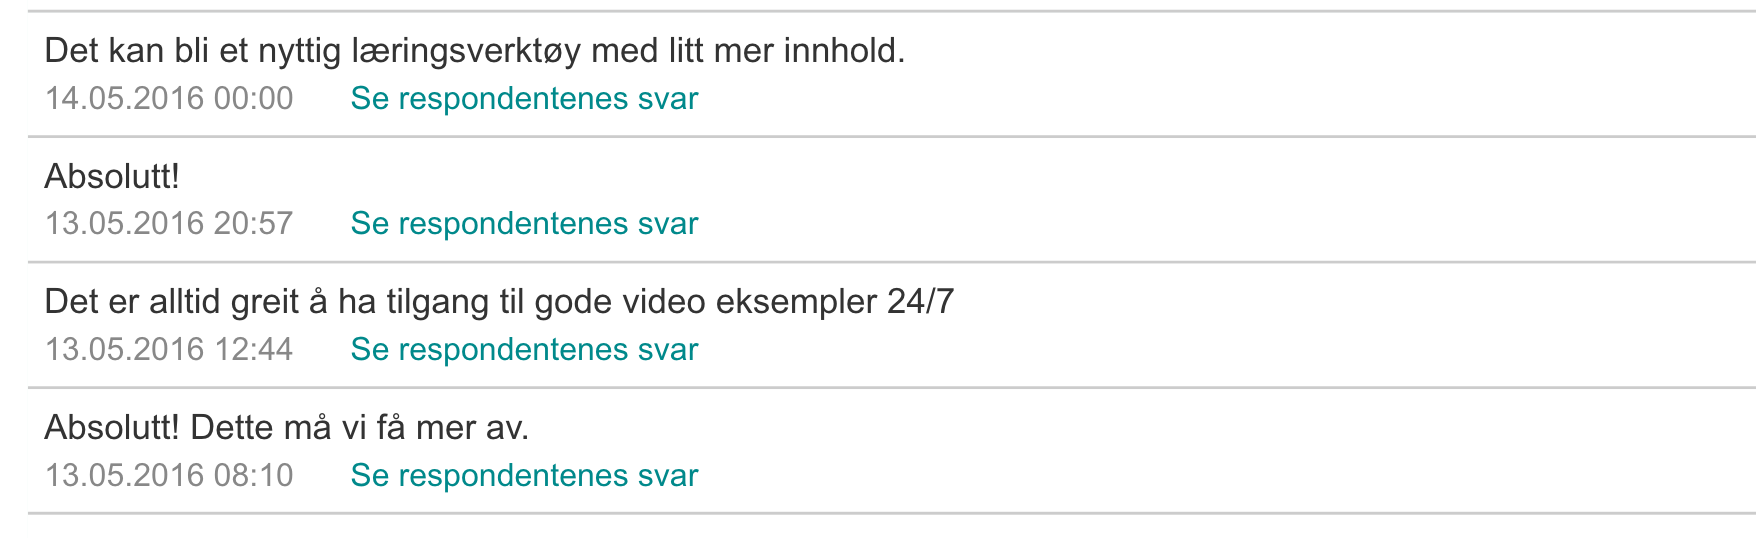 Det kan bli et nyttig læringsverktøy med litt mer innhold.
14.05.2016 00:00 Se respondentenes svar
Absolutt!
13.05.2016 20:57 Se respondentenes svar
Det er alltid greit å ha tilgang til gode video eksempler 24/7
13.05.2016 12:44 Se respondentenes svar
Absolutt! Dette må vi få mer av.
13.05.2016 08:10 Se respondentenes svar